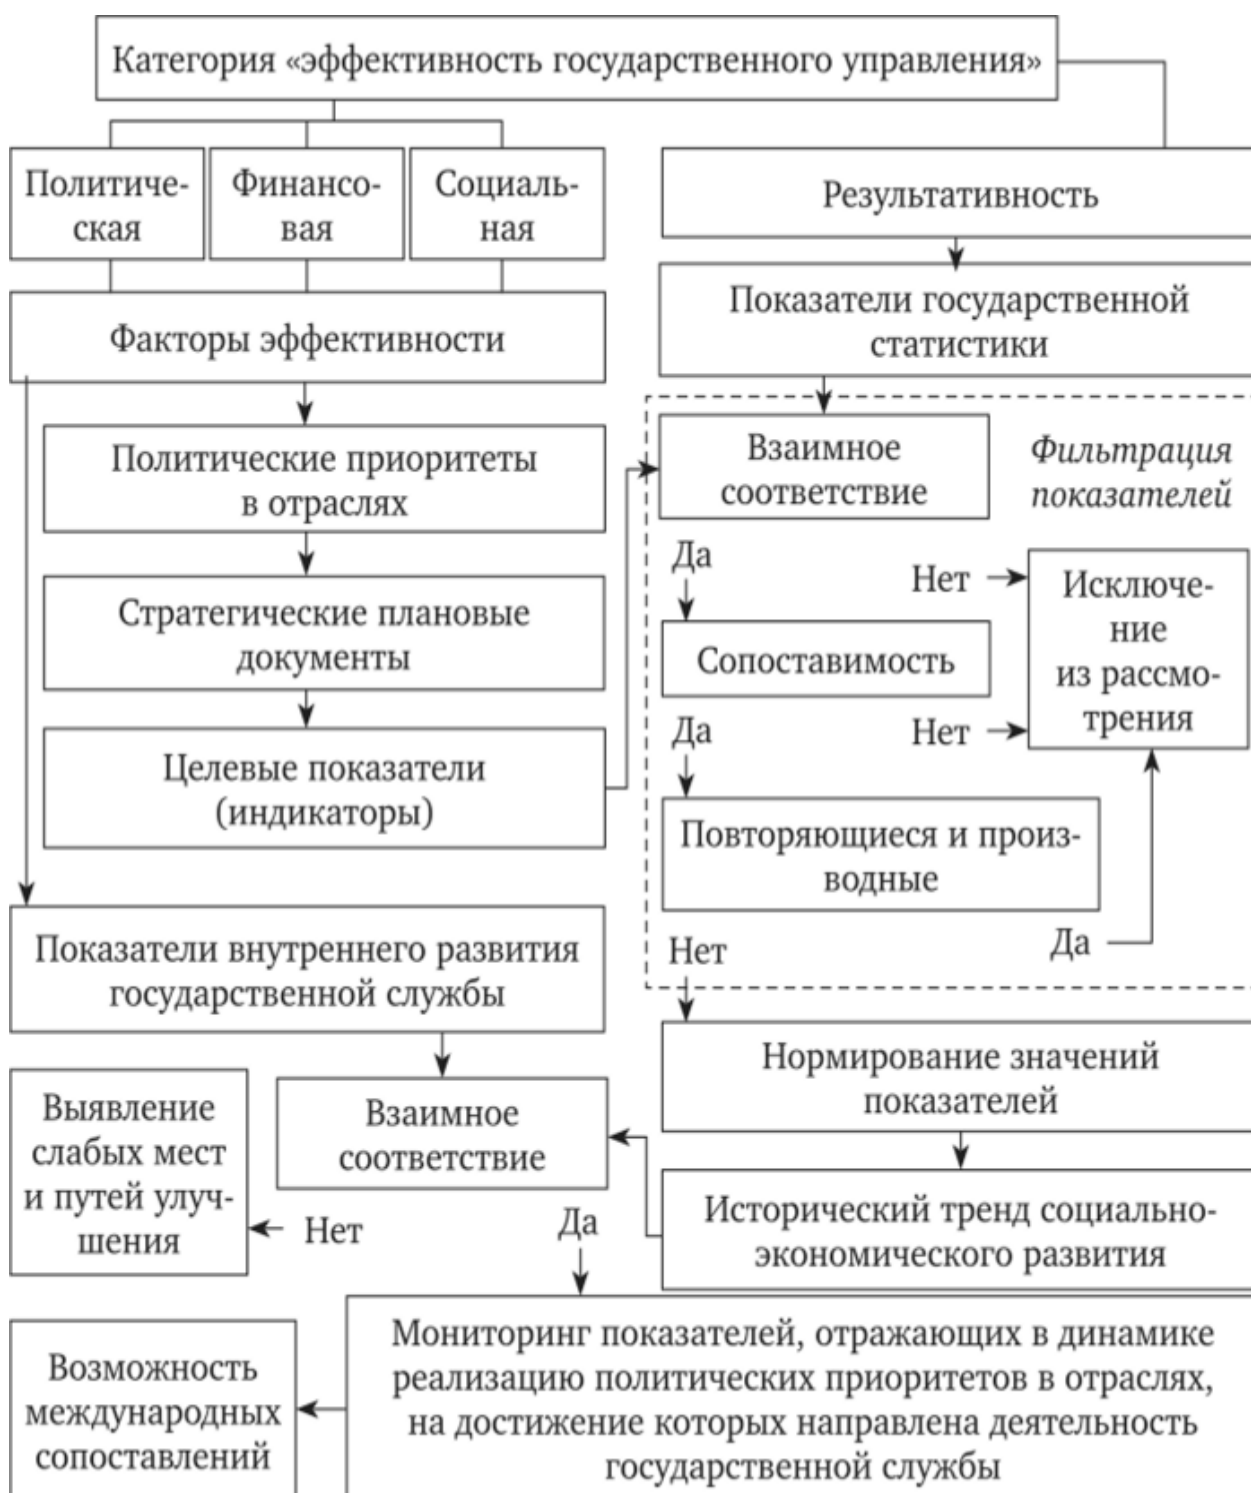 Категория «эффективность государственного управления»
Политиче-
ская
Финансо-
вая
Социаль-
ная
Результативность
Факторы эффективности
Показатели государственной
статистики
Политические приоритеты
в отраслях
Взаимное
соответствие
Фильтрация
показателей
Да
Нет
Исключе-
ние
из рассмо-
трения
Стратегические плановые
документы
Сопоставимость
Да
Нет
Целевые показатели
(индикаторы)
Повторяющиеся и произ-
водные
Нет
Да
Показатели внутреннего развития
государственной службы
Нормирование значений
показателей
Выявление
слабых мест
и путей улуч-
шения
Взаимное
соответствие
Нет
Да
Исторический тренд социально-
экономического развития
Возможность
международных
сопоставлений
Мониторинг показателей, отражающих в динамике
реализацию политических приоритетов в отраслях,
на достижение которых направлена деятельность
государственной службы